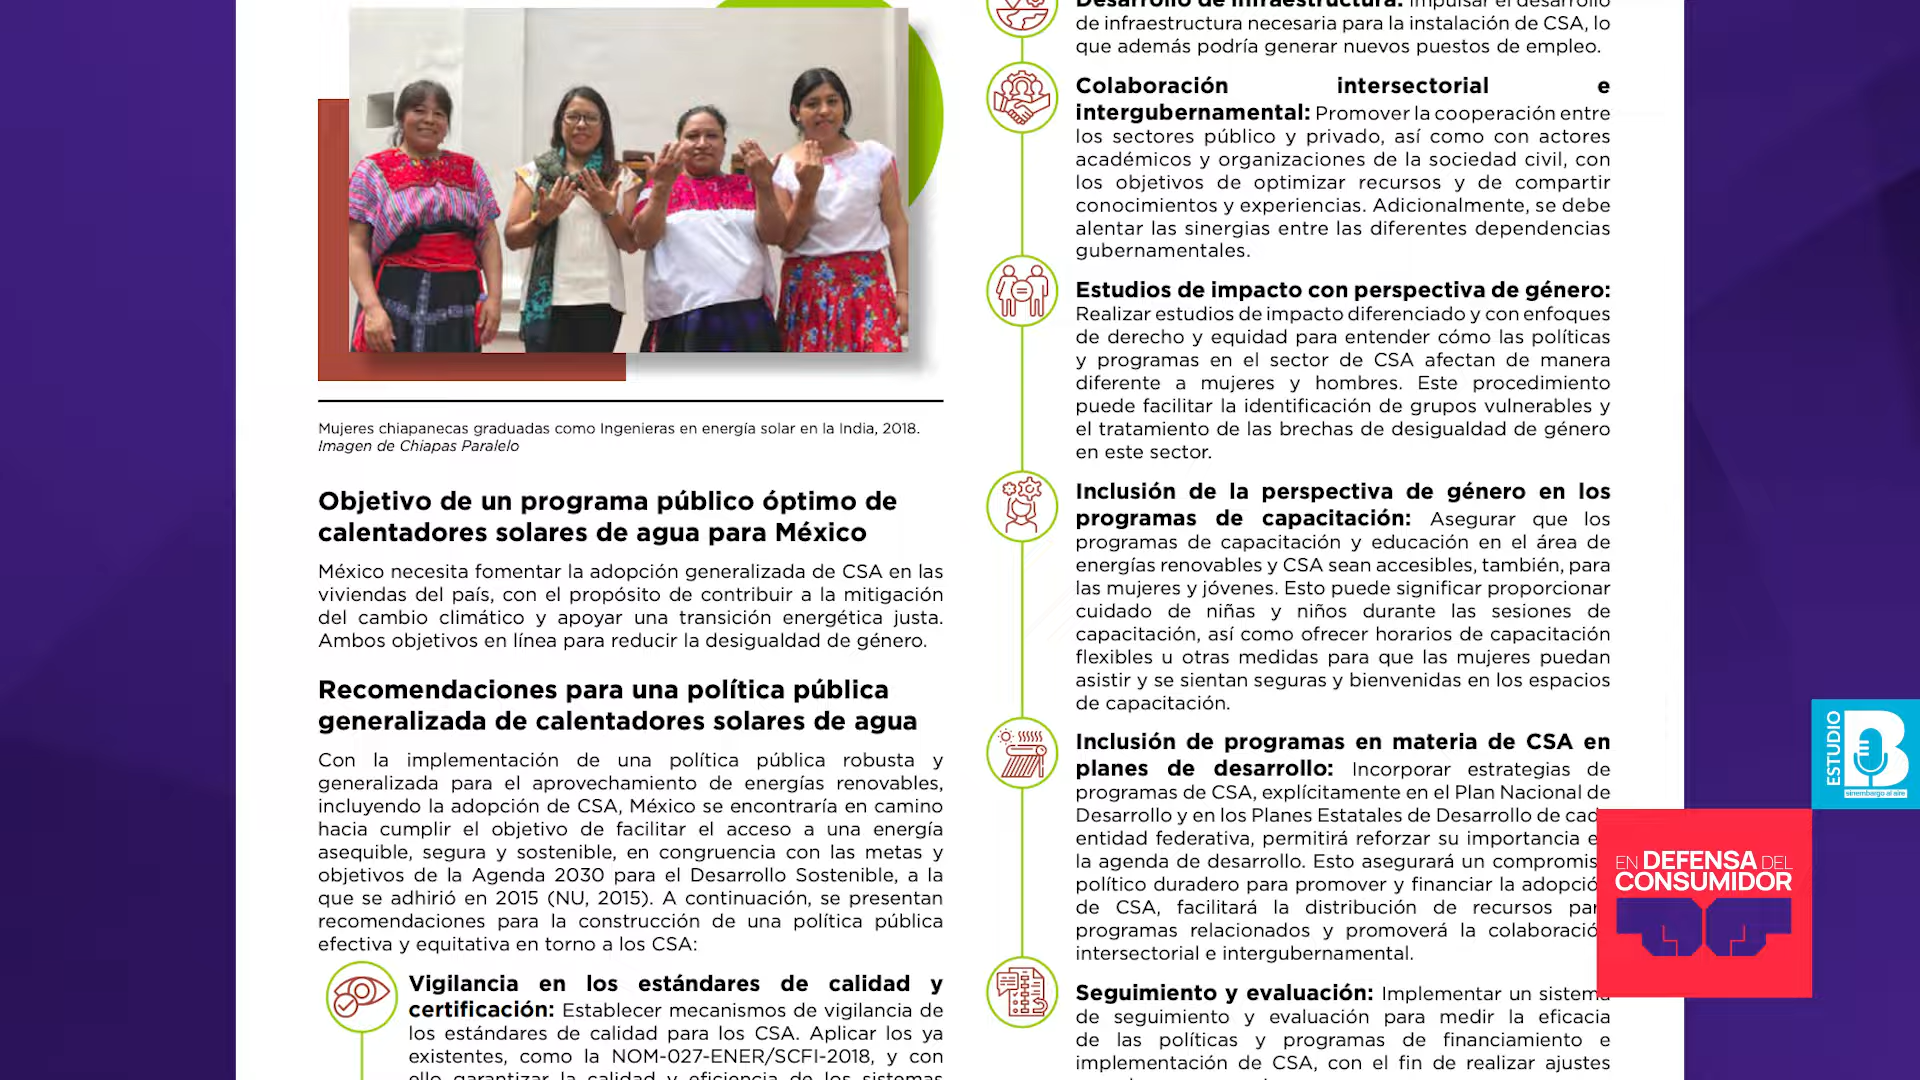 Mujeres chiapanecas graduadas como Ingenieras en energía solar en la India, 2018.
Imagen de Chiapas Paralelo
Objetivo de un programa público óptimo de
calentadores solares de agua para México
México necesita fomentar la adopción generalizada de CSA en las
viviendas del país, con el propósito de contribuir a la mitigación
del cambio climático y apoyar una transición energética justa.
Ambos objetivos en línea para reducir la desigualdad de género.
Recomendaciones para una política pública
generalizada de calentadores solares de agua
Con la implementación de una política pública robusta y
generalizada para el aprovechamiento de energías renovables,
incluyendo la adopción de CSA, México se encontraría en camino
hacia cumplir el objetivo de facilitar el acceso a una energía
asequible, segura y sostenible, en congruencia con las metas y
objetivos de la Agenda 2030 para el Desarrollo Sostenible, a la
que se adhirió en 2015 (NU, 2015). A continuación, se presentan
recomendaciones para la construcción de una política pública
efectiva y equitativa en torno a los CSA:
Vigilancia en los estándares de calidad y
certificación: Establecer mecanismos de vigilancia de
los estándares de calidad para los CSA. Aplicar los ya
existentes, como la NOM-027-ENER/SCFI-2018, y con
ello garantizar la calidad y eficiencia de los sistemas
Desarrollo de infraestructura: Impulsar el desarrollo
de infraestructura necesaria para la instalación de CSA, lo
que además podría generar nuevos puestos de empleo.
Colaboración intersectorial e
intergubernamental: Promover la cooperación entre
los sectores público y privado, así como con actores
académicos y organizaciones de la sociedad civil, con
los objetivos de optimizar recursos y de compartir
conocimientos y experiencias. Adicionalmente, se debe
alentar las sinergias entre las diferentes dependencias
gubernamentales.
Estudios de impacto con perspectiva de género:
Realizar estudios de impacto diferenciado y con enfoques
de derecho y equidad para entender cómo las políticas
y programas en el sector de CSA afectan de manera
diferente a mujeres y hombres. Este procedimiento
puede facilitar la identificación de grupos vulnerables y
el tratamiento de las brechas de desigualdad de género
en este sector.
Inclusión de la perspectiva de género en los
programas de capacitación: Asegurar que los
programas de capacitación y educación en el área de
energías renovables y CSA sean accesibles, también, para
las mujeres y jóvenes. Esto puede significar proporcionar
cuidado de niñas y niños durante las sesiones de
capacitación, así como ofrecer horarios de capacitación
flexibles u otras medidas para que las mujeres puedan
asistir y se sientan seguras y bienvenidas en los espacios
de capacitación.
Inclusión de programas en materia de CSA en
planes de desarrollo: Incorporar estrategias de
programas de CSA, explícitamente en el Plan Nacional de
Desarrollo y en los Planes Estatales de Desarrollo de cad
entidad federativa, permitirá reforzar su importancia e
la agenda de desarrollo. Esto asegurará un compromis
político duradero para promover y financiar la adopció
de CSA, facilitará la distribución de recursos par
programas relacionados y promoverá la colaboració
intersectorial e intergubernamental.
Seguimiento y evaluación: Implementar un sistema
de seguimiento y evaluación para medir la eficacia
de las políticas y programas de financiamiento e
implementación de CSA, con el fin de realizar ajustes
ESTUDIO B
sinembargo al aire
EN DEFENSA DEL
CONSUMIDOR